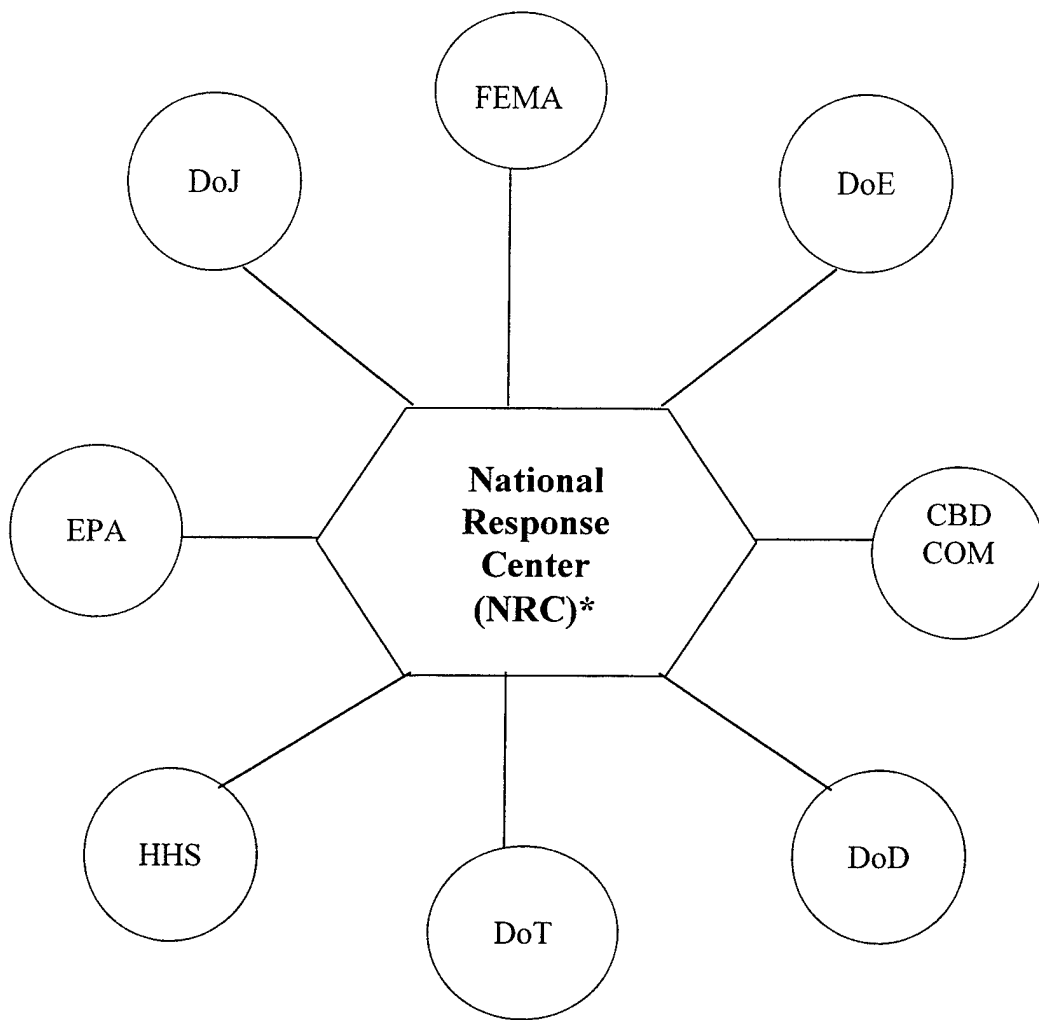 FEMA
DoJ
DoE
National
Response
Center
(NRC)*
EPA
CBD
COM
HHS
DoT
DoD